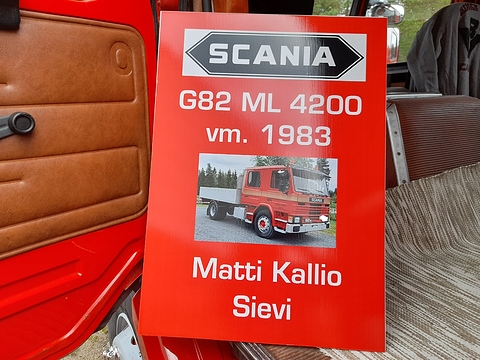 SCANIA
G82 ML 4200
vm. 1983
Matti Kallio
Sievi